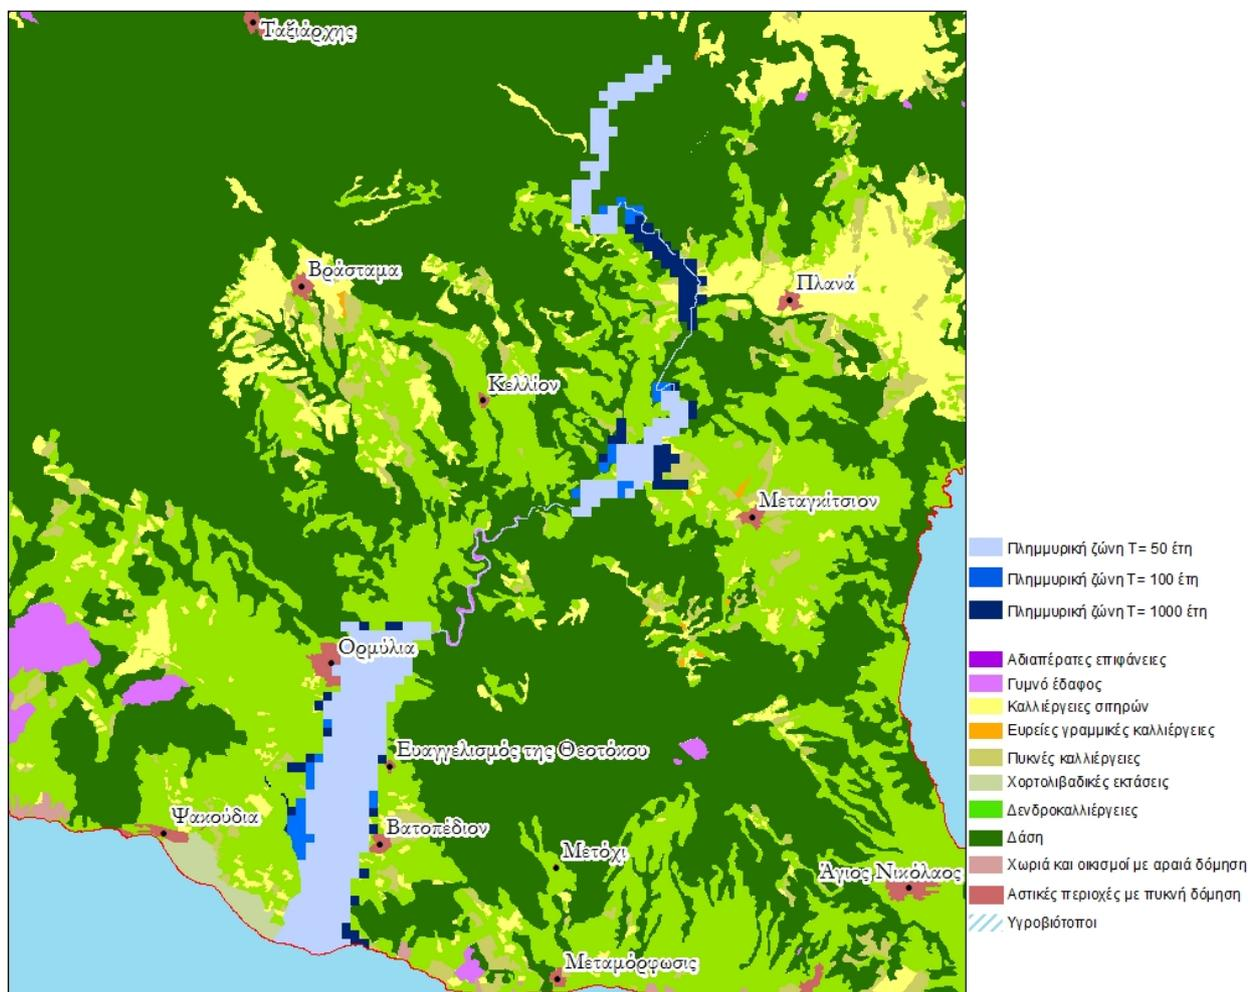 Ταξιάρχης
Βράσταμα
Πλανά
Κελλίον
Μεταγκίτσιον
Ορμύλια
Ευαγγελισμός της Θεοτόκου
Ψακούδια
Βατοπέδιον
Μετόχι
Άγιος Νικόλαος
Μεταμόρφωσις
Πλημμυρική ζώνη Τ= 50 έτη
Πλημμυρική ζώνη Τ= 100 έτη
Πλημμυρική ζώνη Τ= 1000 έτη
Αδιαπέρατες επιφάνειες
Γυμνό έδαφος
Καλλιέργειες σιτηρών
Ευρείες γραμμικές καλλιέργειες
Πυκνές καλλιέργειες
Χορτολιβαδικές εκτάσεις
Δενδροκαλλιέργειες
Δάση
Χωριά και οικισμοί με αραιά δόμηση
Αστικές περιοχές με πυκνή δόμηση
Υγροβιότοποι